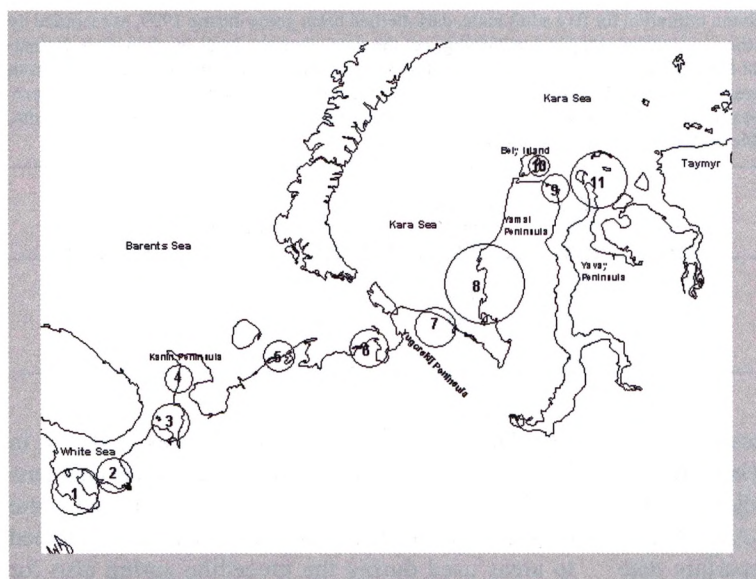 Kara Sea
Bely Island
10
Taymyr
11
9
Kara Sea
Yamal
Peninsula
Barents Sea
Yavay
Peninsula
8
7
Yugorskij Peninsula
6
5
Kanin Peninsula
4
3
White Sea
2
1